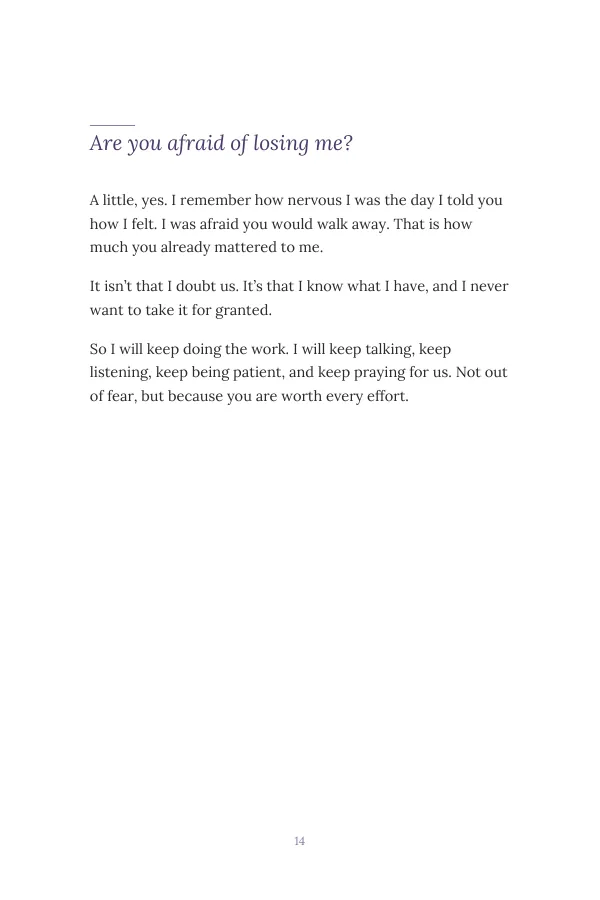 Are you afraid of losing me?
A little, yes. I remember how nervous I was the day I told you
how I felt. I was afraid you would walk away. That is how
much you already mattered to me.
It isn’t that I doubt us. It’s that I know what I have, and I never
want to take it for granted.
So I will keep doing the work. I will keep talking, keep
listening, keep being patient, and keep praying for us. Not out
of fear, but because you are worth every effort.
14